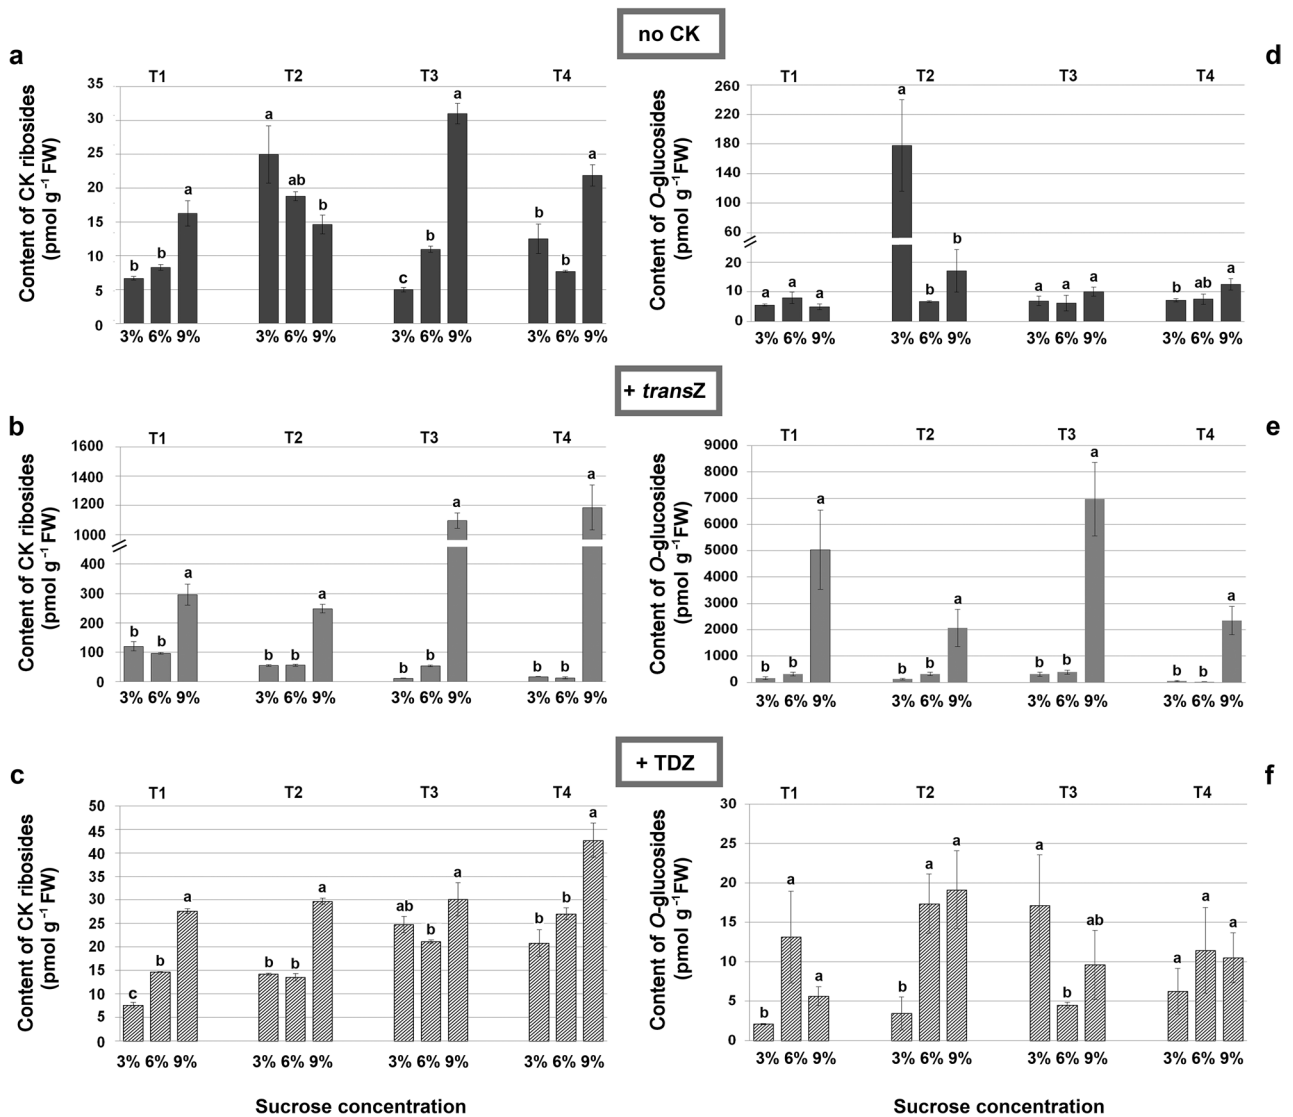 no CK
a
Content of CK ribosides
(pmol g⁻¹ FW)
T1 T2 T3 T4
35
30
25
20
15
10
5
0
b b a a ab b c b a b b a
3% 6% 9% 3% 6% 9% 3% 6% 9% 3% 6% 9%
d
Content of O-glucosides
(pmol g⁻¹FW)
T1 T2 T3 T4
260
220
180
140
100
60
20
10
0
a a a a b b a a a b ab a
3% 6% 9% 3% 6% 9% 3% 6% 9% 3% 6% 9%
+ transZ
b
Content of CK ribosides
(pmol g⁻¹ FW)
T1 T2 T3 T4
1600
1400
1200
1000
400
300
200
100
0
b b a b b a b b a b b a
3% 6% 9% 3% 6% 9% 3% 6% 9% 3% 6% 9%
e
Content of O-glucosides
(pmol g⁻¹FW)
T1 T2 T3 T4
9000
8000
7000
6000
5000
4000
3000
2000
1000
0
b b a b b a b b a b b a
3% 6% 9% 3% 6% 9% 3% 6% 9% 3% 6% 9%
+ TDZ
c
Content of CK ribosides
(pmol g⁻¹ FW)
T1 T2 T3 T4
50
45
40
35
30
25
20
15
10
5
0
c b a b b a ab b a b b a
3% 6% 9% 3% 6% 9% 3% 6% 9% 3% 6% 9%
Sucrose concentration
f
Content of O-glucosides
(pmol g⁻¹FW)
T1 T2 T3 T4
30
25
20
15
10
5
0
b a a b a a a b ab a a a
3% 6% 9% 3% 6% 9% 3% 6% 9% 3% 6% 9%
Sucrose concentration